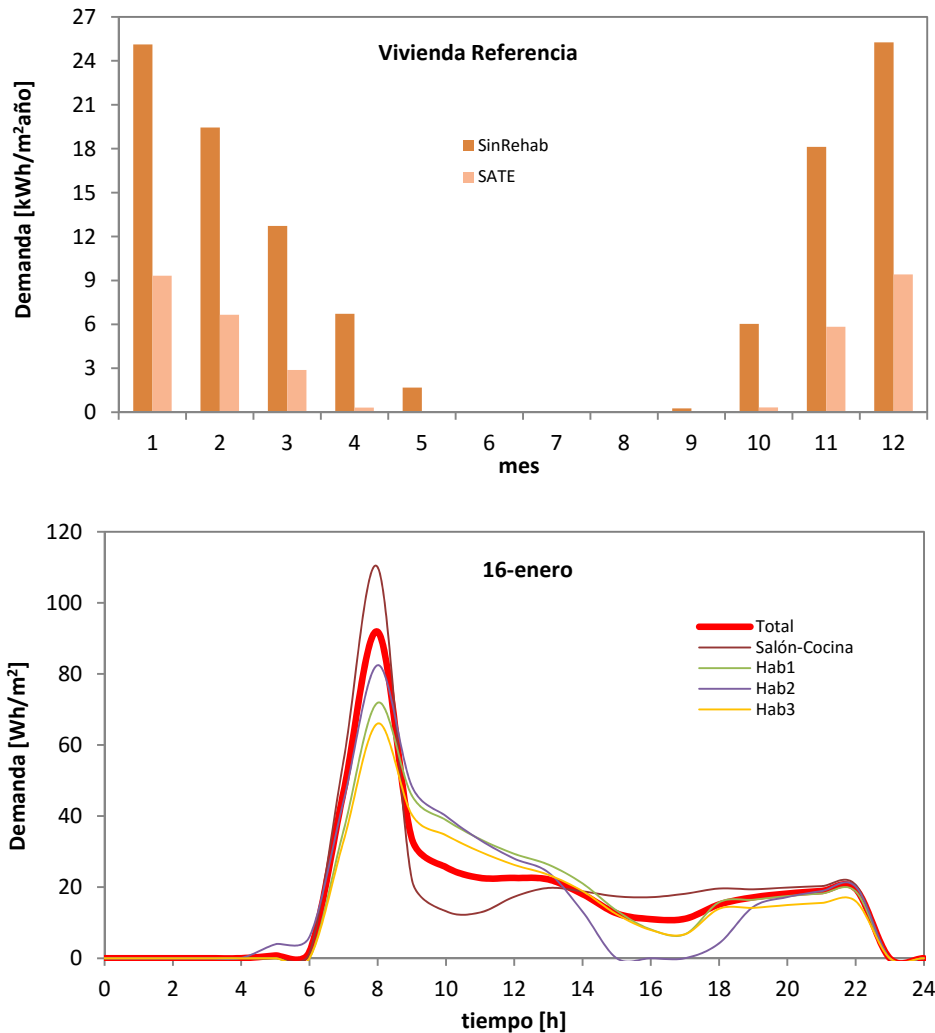 Vivienda Referencia
Demanda [kWh/m²año]
27
24
21
18
15
12
9
6
3
0
SinRehab
SATE
1 2 3 4 5 6 7 8 9 10 11 12
mes
16-enero
Demanda [Wh/m²]
120
100
80
60
40
20
0
Total
Salón-Cocina
Hab1
Hab2
Hab3
0 2 4 6 8 10 12 14 16 18 20 22 24
tiempo [h]